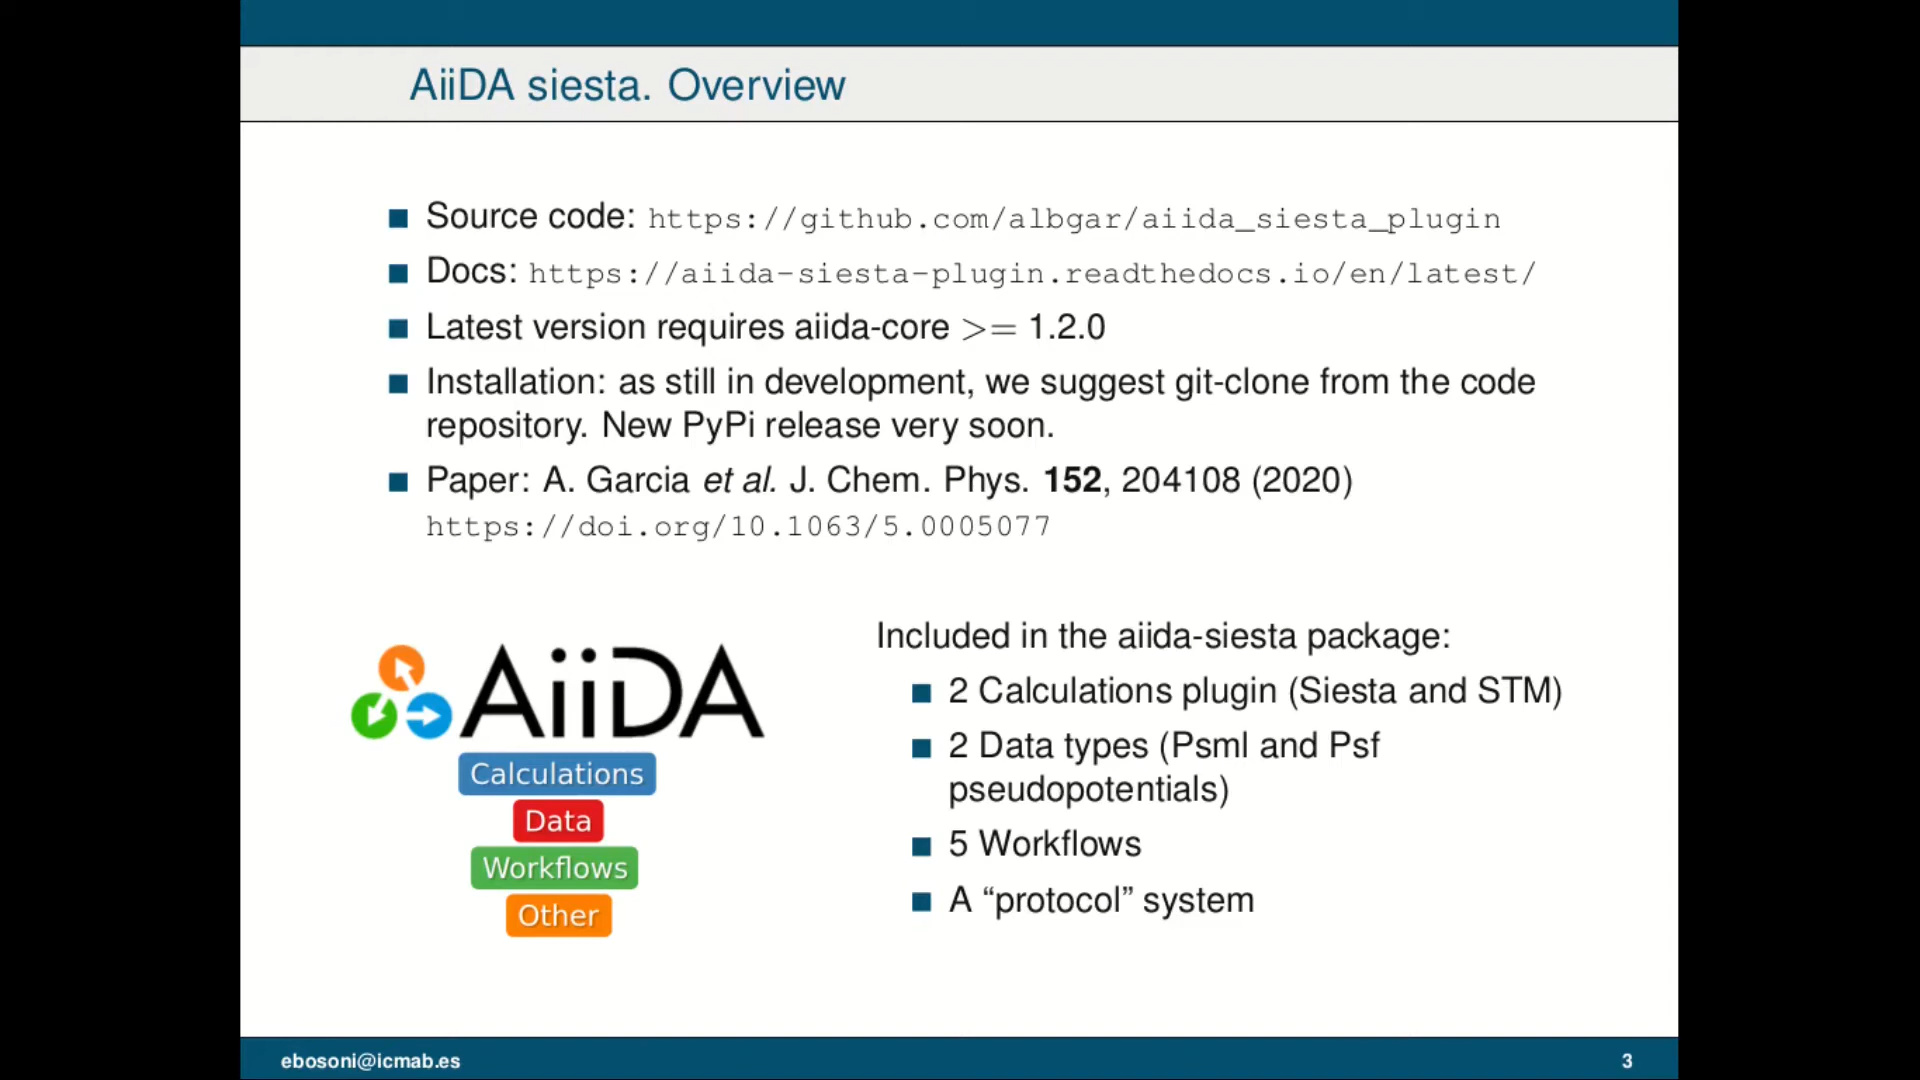 AiiDA siesta. Overview
Source code: https://github.com/albgar/aiida_siesta_plugin
Docs: https://aiida-siesta-plugin.readthedocs.io/en/latest/
Latest version requires aiida-core >= 1.2.0
Installation: as still in development, we suggest git-clone from the code
repository. New PyPi release very soon.
Paper: A. Garcia et al. J. Chem. Phys. 152, 204108 (2020)
https://doi.org/10.1063/5.0005077
AiiDA
Calculations
Data
Workflows
Other
Included in the aiida-siesta package:
2 Calculations plugin (Siesta and STM)
2 Data types (Psml and Psf
pseudopotentials)
5 Workflows
A “protocol” system
ebosoni@icmab.es
3